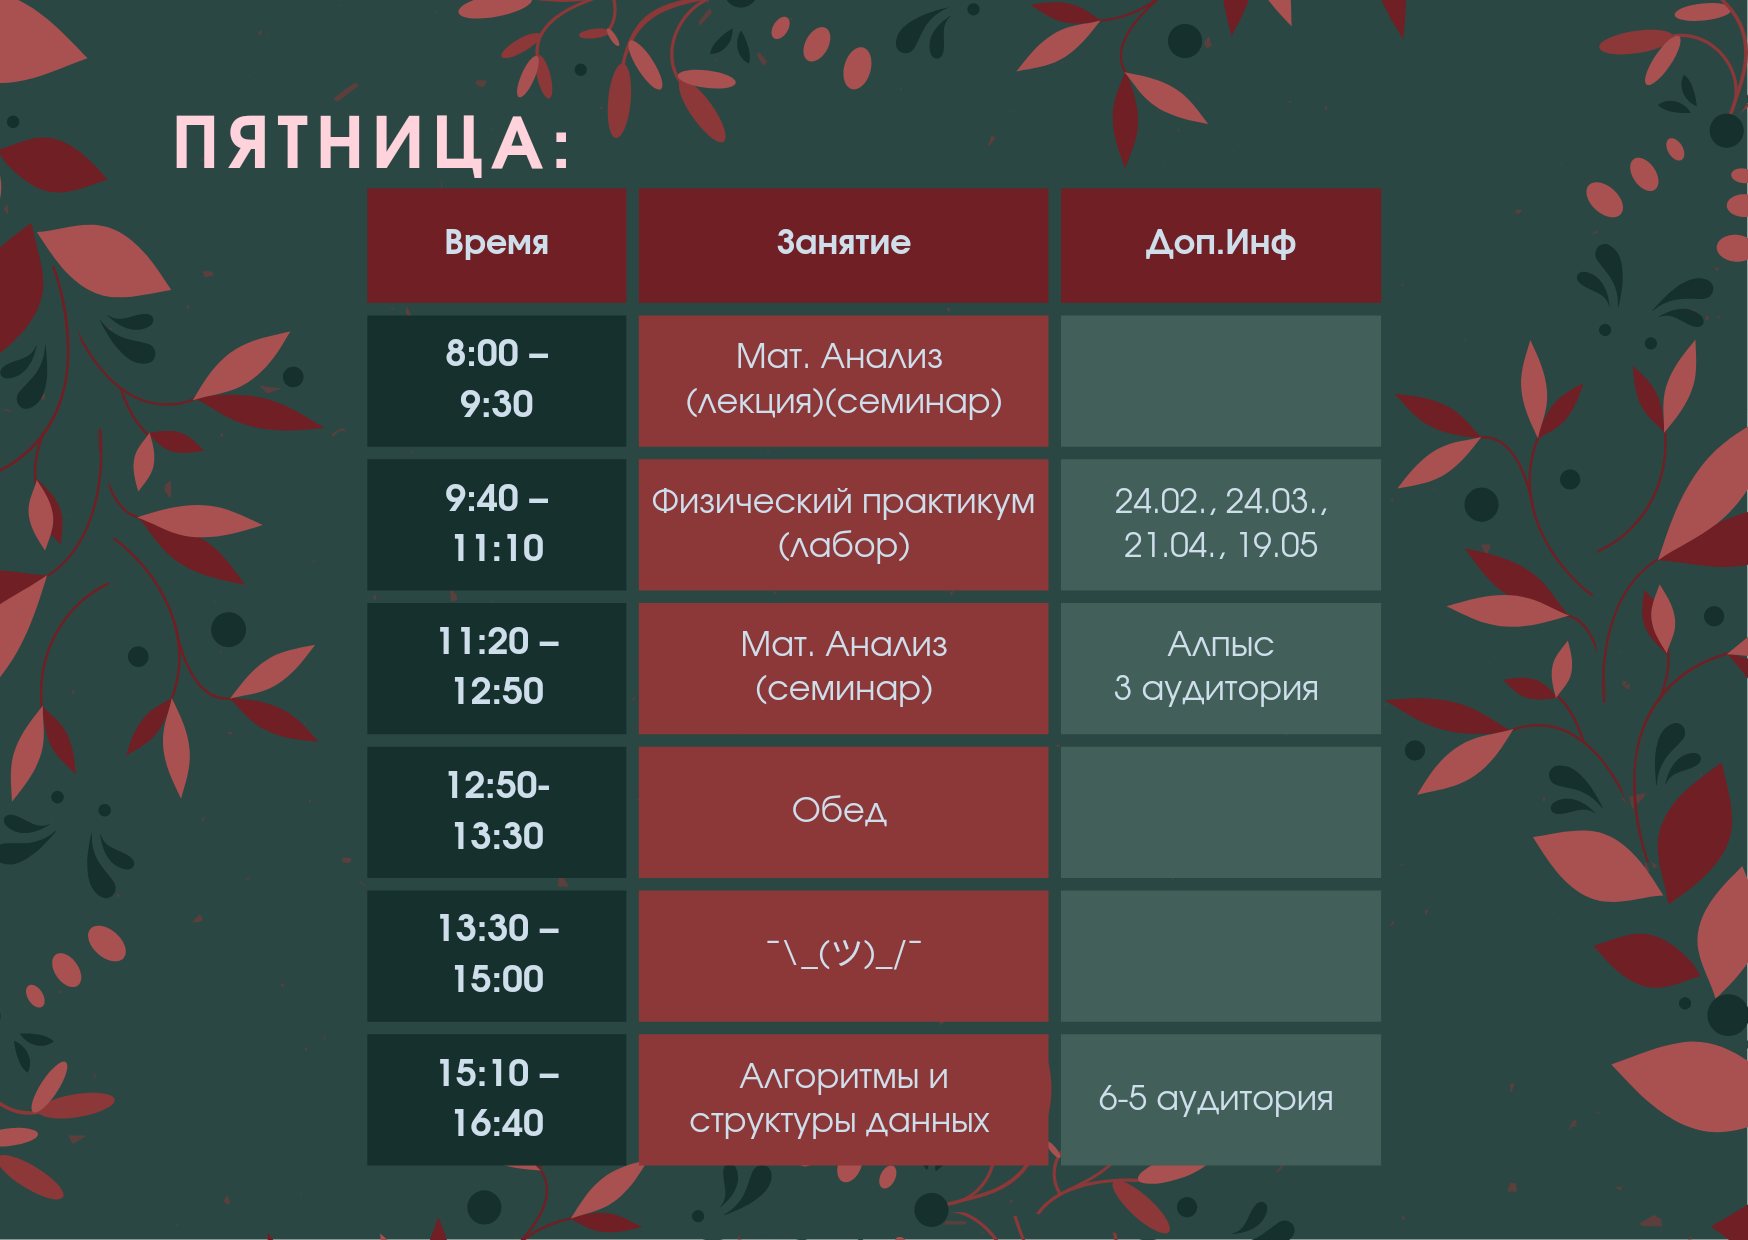 ПЯТНИЦА:
Время
Занятие
Доп.Инф
8:00 –
9:30
Мат. Анализ
(лекция)(семинар)
9:40 –
11:10
Физический практикум
(лабор)
24.02., 24.03.,
21.04., 19.05
11:20 –
12:50
Мат. Анализ
(семинар)
Алпыс
3 аудитория
12:50-
13:30
Обед
13:30 –
15:00
¯\_(ツ)_/¯
15:10 –
16:40
Алгоритмы и
структуры данных
6-5 аудитория